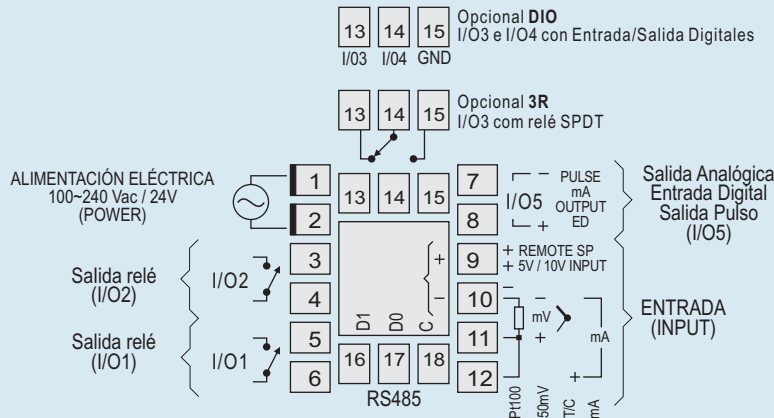 13 14 15
I/03 I/04 GND
Opcional DIO
I/O3 e I/O4 con Entrada/Salida Digitales
13 14 15
Opcional 3R
I/O3 com relé SPDT
ALIMENTACIÓN ELÉCTRICA
100~240 Vac / 24V
(POWER)
1
2
13 14 15
7
8
I/O5
− PULSE
mA
OUTPUT
+ ED
Salida Analógica
Entrada Digital
Salida Pulso
(I/O5)
Salida relé
(I/O2)
I/O2
3
4
Salida relé
(I/O1)
I/O1
5
6
+
−
D1 D0 C
16 17 18
RS485
9
10
11
12
+ REMOTE SP
+ 5V / 10V INPUT
−
−
mV
+
mA
+
Pt100
50mV
T/C
mA
ENTRADA
(INPUT)